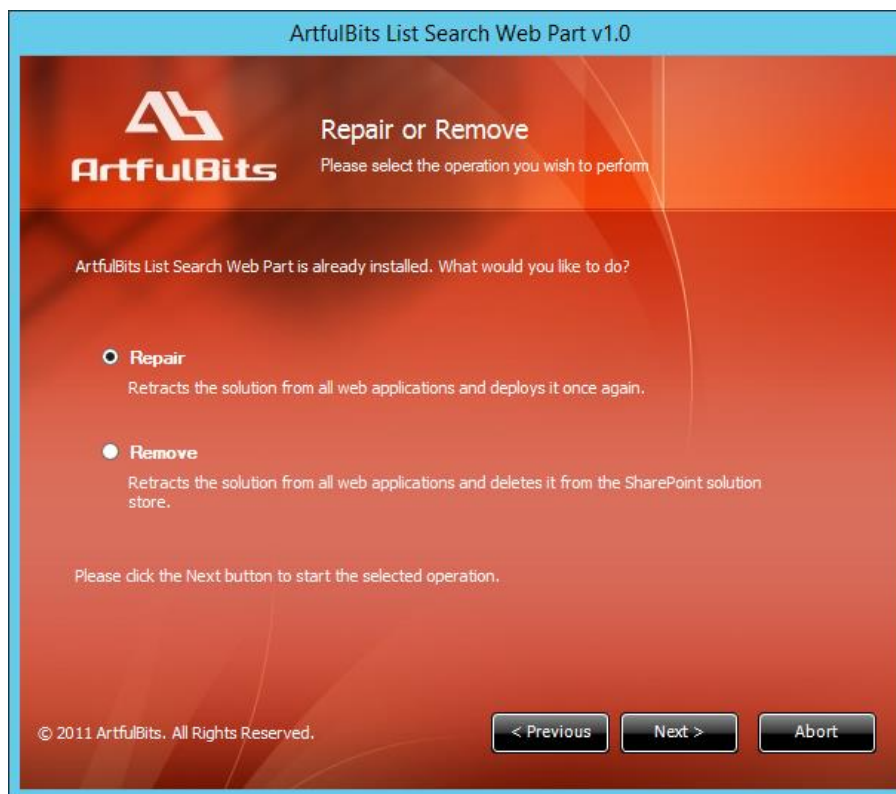 ArtfulBits List Search Web Part v1.0
ArtfulBits
Repair or Remove
Please select the operation you wish to perform
ArtfulBits List Search Web Part is already installed. What would you like to do?
Repair
Retracts the solution from all web applications and deploys it once again.
Remove
Retracts the solution from all web applications and deletes it from the SharePoint solution
store.
Please click the Next button to start the selected operation.
© 2011 ArtfulBits. All Rights Reserved.
< Previous
Next >
Abort